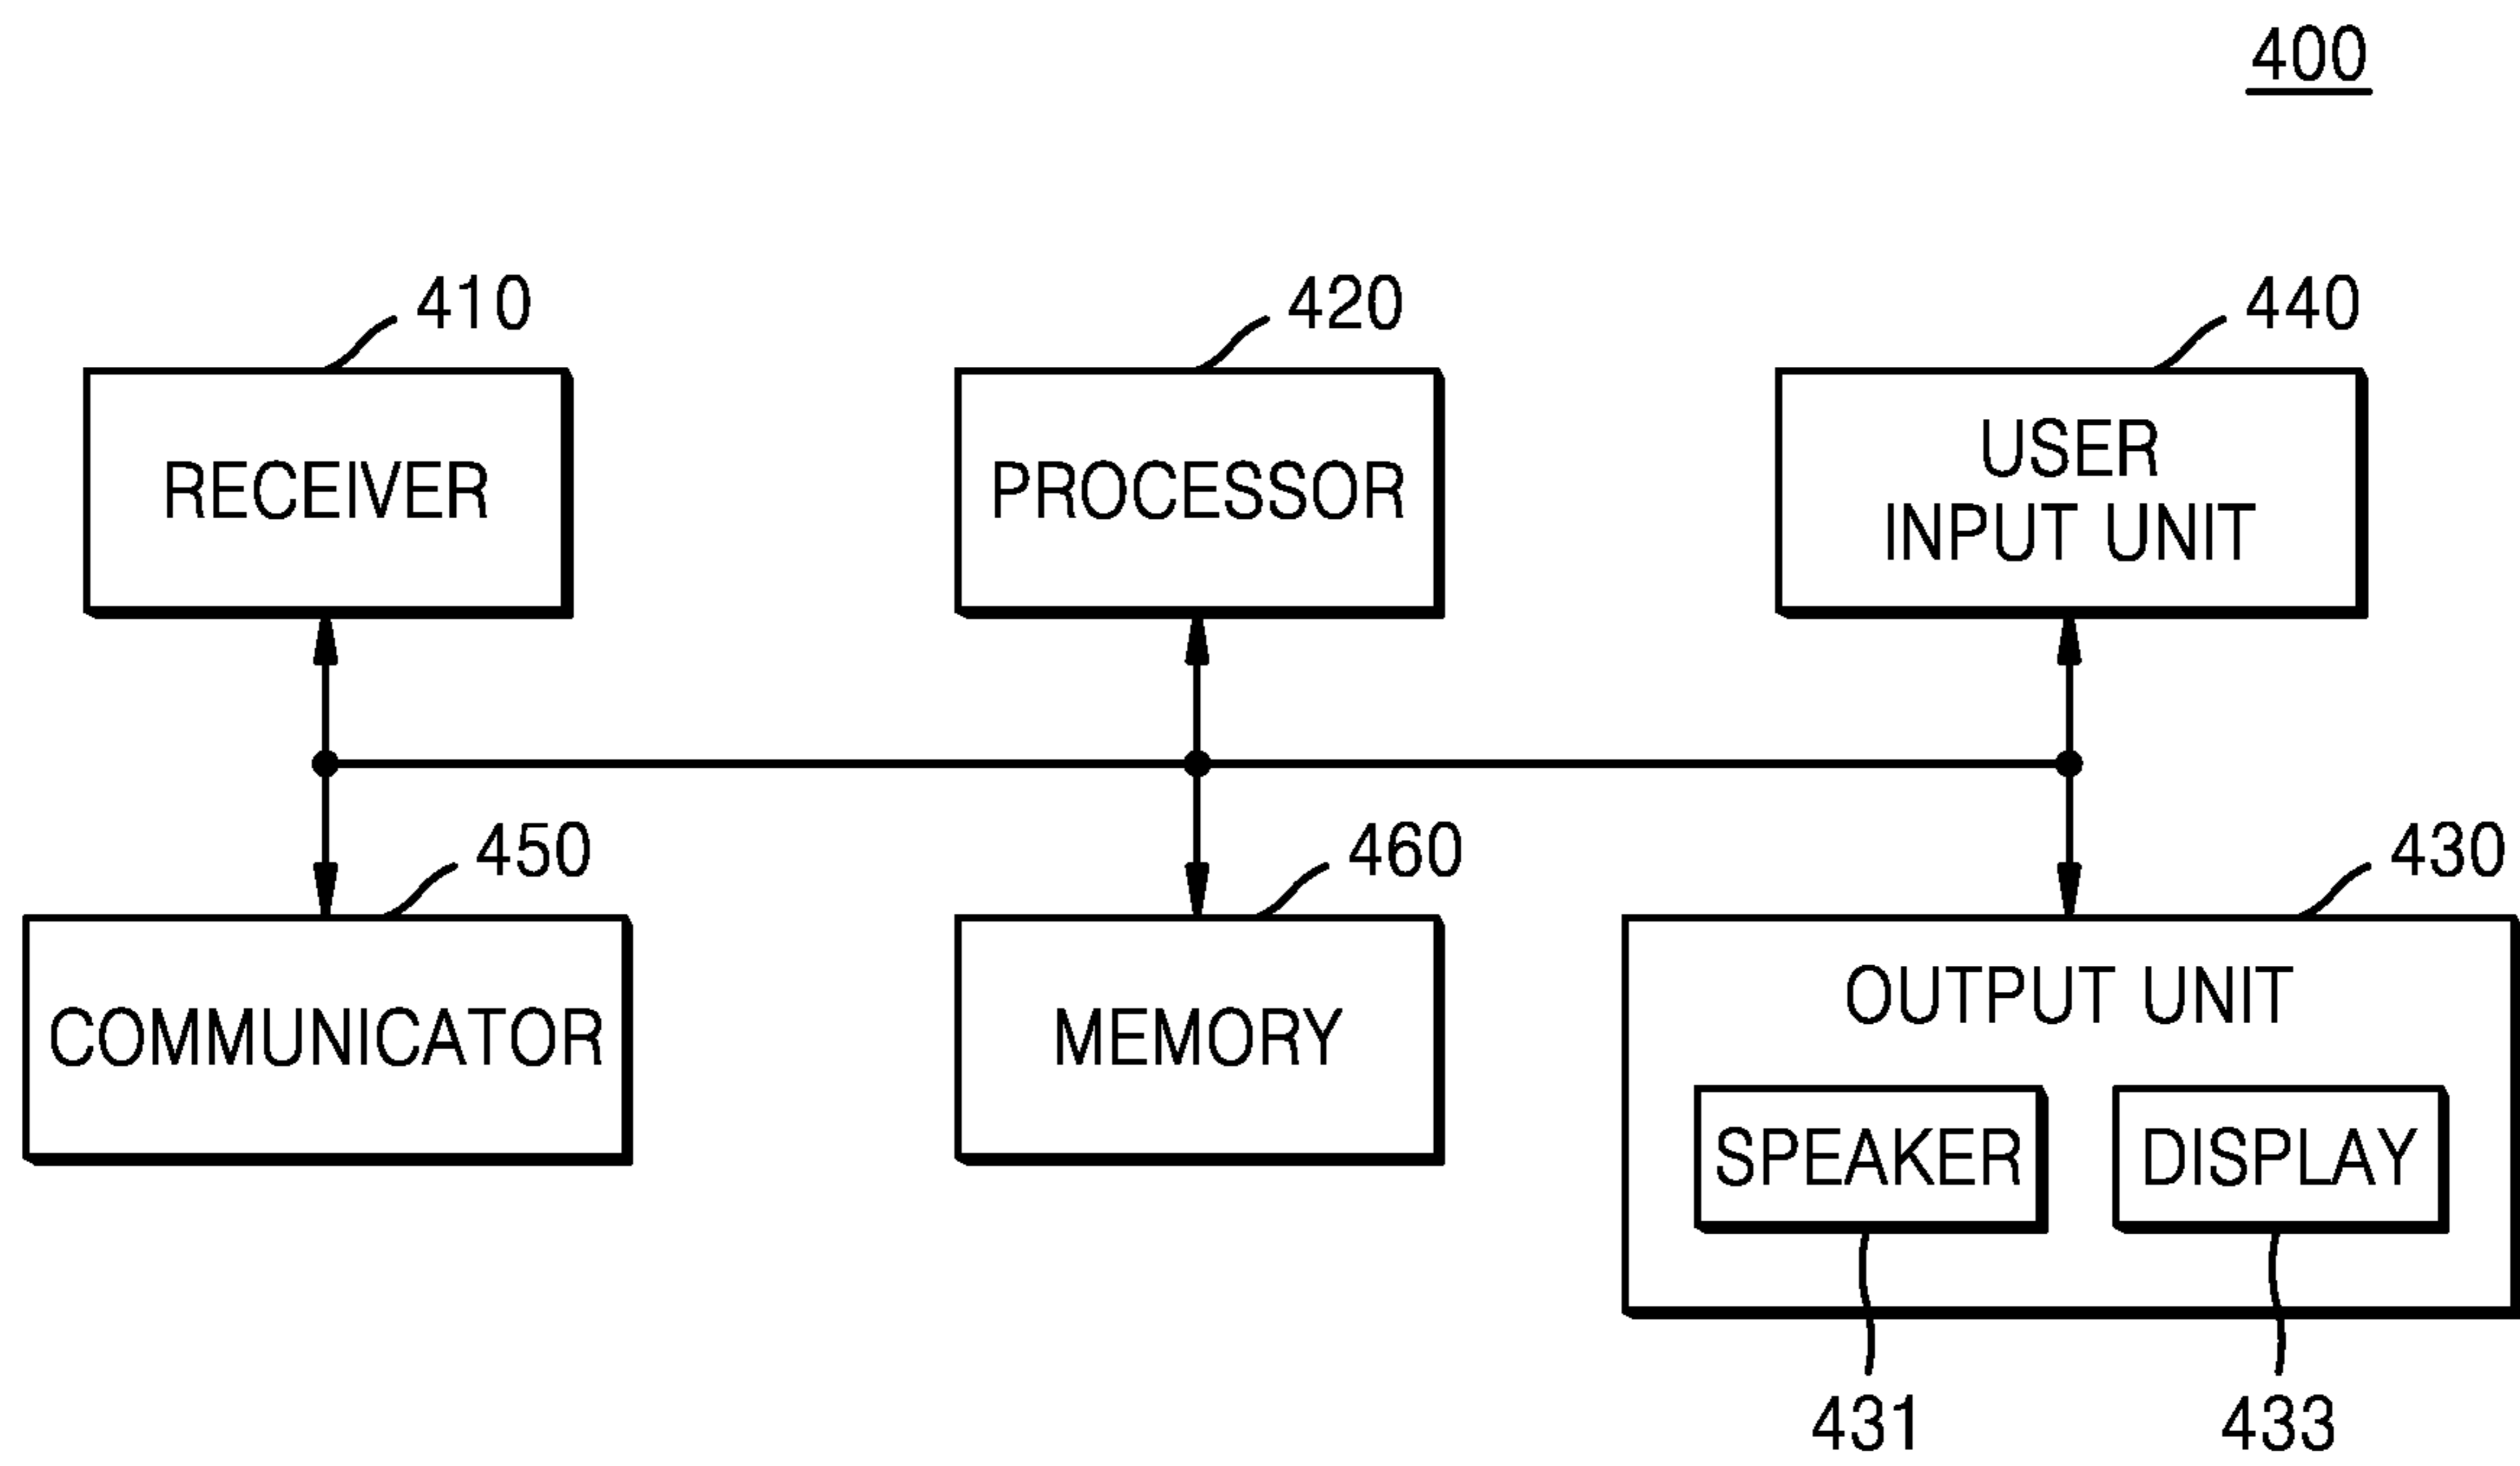 400
410
420
440
RECEIVER
PROCESSOR
USER
INPUT UNIT
450
460
430
COMMUNICATOR
MEMORY
OUTPUT UNIT
SPEAKER
DISPLAY
431
433